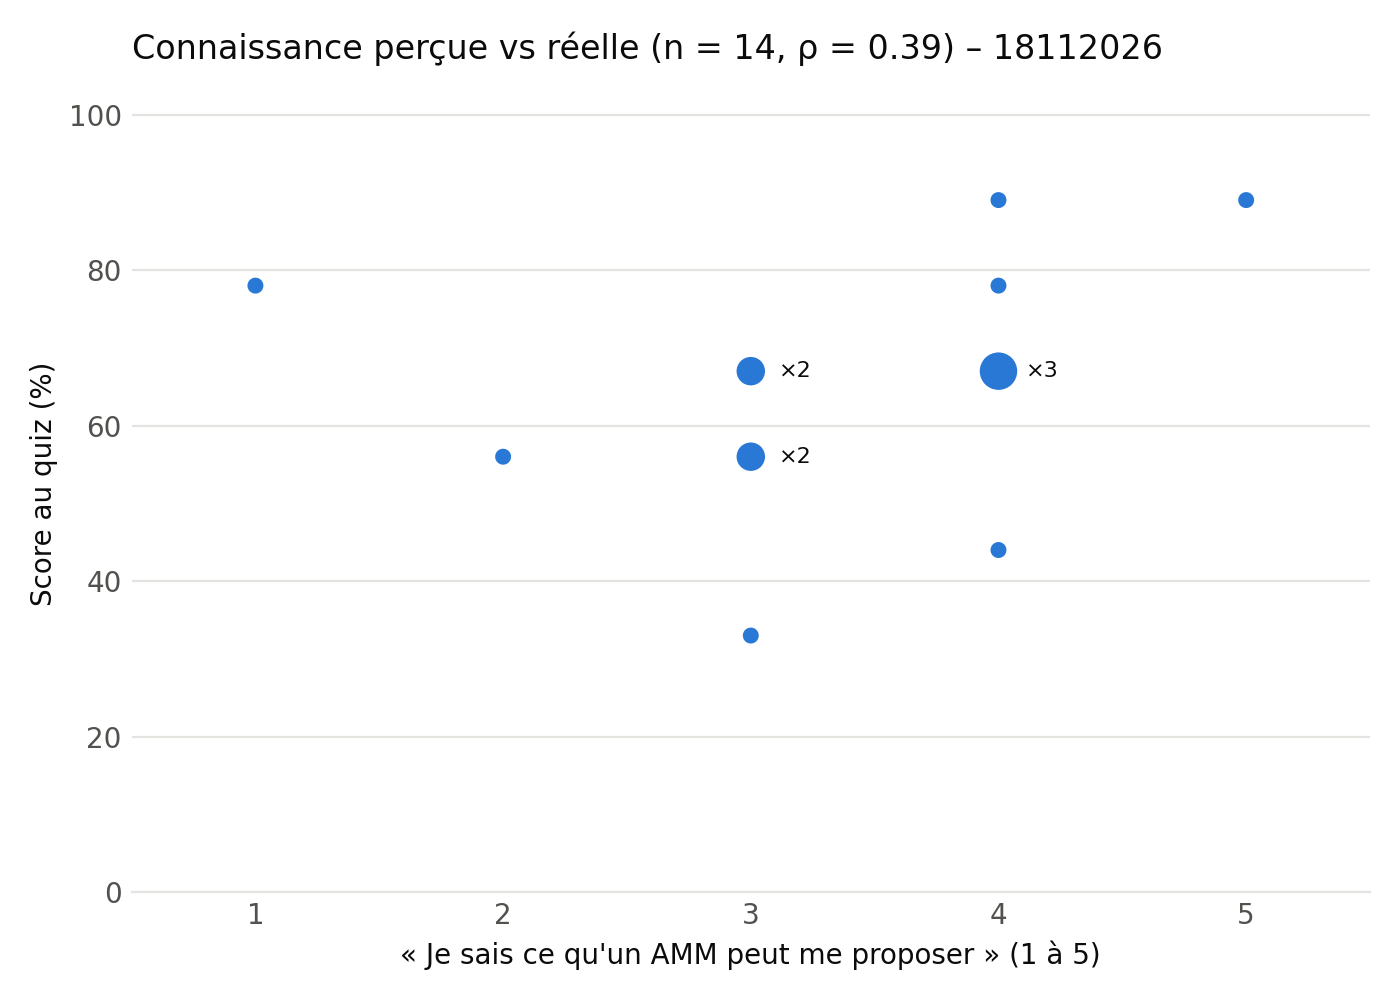 Connaissance perçue vs réelle (n = 14, ρ = 0.39) – 18112026
Score au quiz (%)
100
80
60
40
20
0
×2
×3
×2
1 2 3 4 5
« Je sais ce qu'un AMM peut me proposer » (1 à 5)